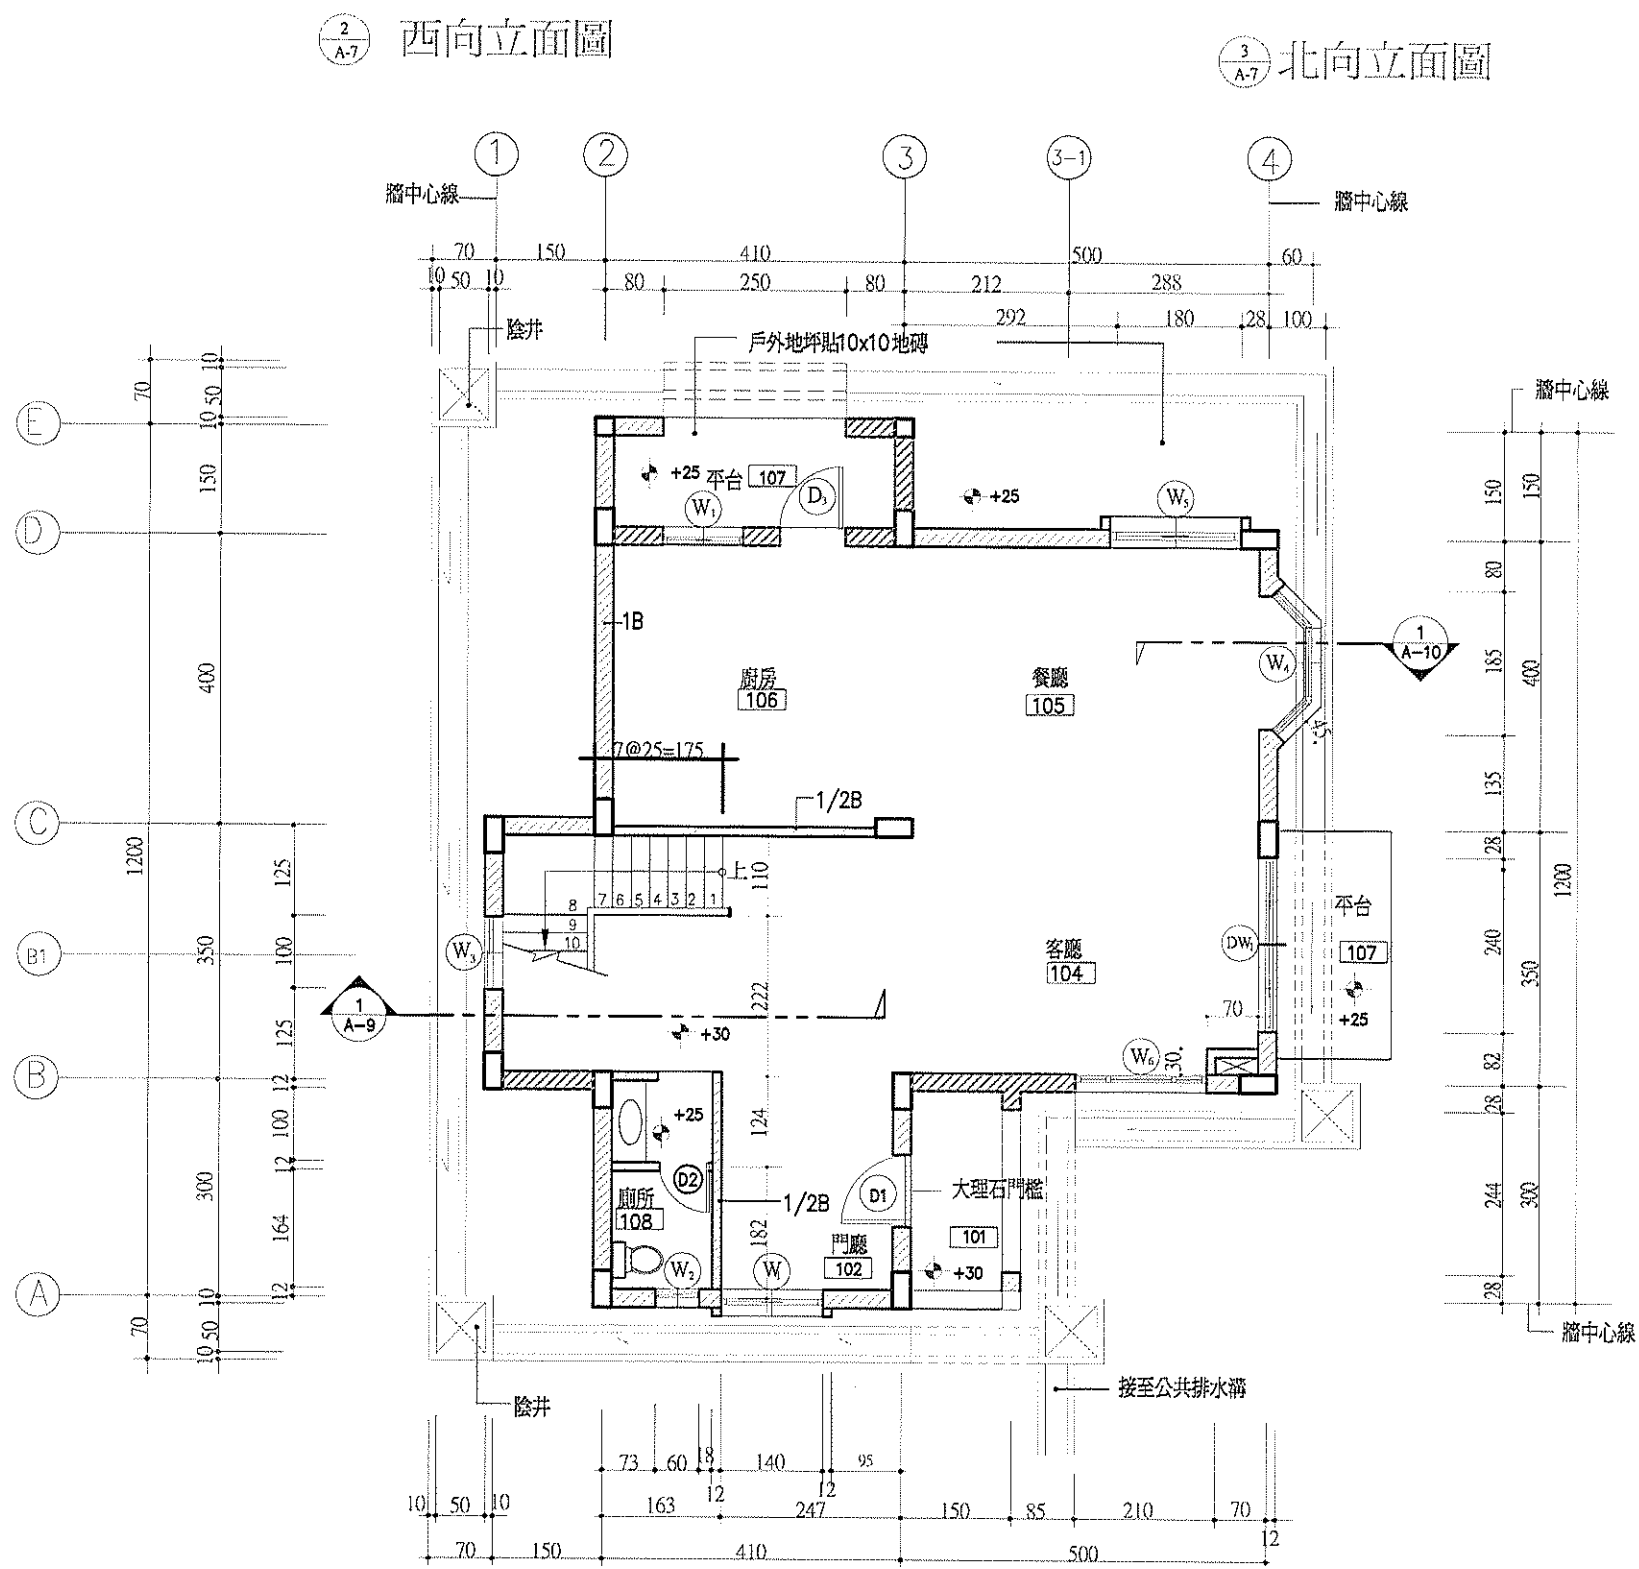 2
A-7
西向立面圖
3
A-7
北向立面圖
1
2
3
3-1
4
牆中心線
牆中心線
70
150
410
500
60
10
50
10
80
250
80
212
288
292
180
28
100
陰井
戶外地坪貼10x10地磚
牆中心線
E
D
C
B1
B
A
70
10
50
10
150
400
1200
350
125
100
125
12
100
12
300
164
12
10
50
10
70
+25
平台
107
D3
W1
+25
W5
1B
廚房
106
餐廳
105
W4
45.
1
A-10
7@25=175
1/2B
上
110
7 6 5 4 3 2 1
8
9
10
W3
1
A-9
222
+30
客廳
104
DW1
平台
107
+25
70
W6
30.
+25
D2
廁所
108
124
1/2B
182
D1
大理石門檻
101
門廳
102
+30
W2
W1
150
150
80
185
400
135
28
240
350
1200
82
28
244
300
28
牆中心線
接至公共排水溝
陰井
73
60
18
140
95
12
12
10
50
10
163
247
150
85
210
70
12
70
150
410
500